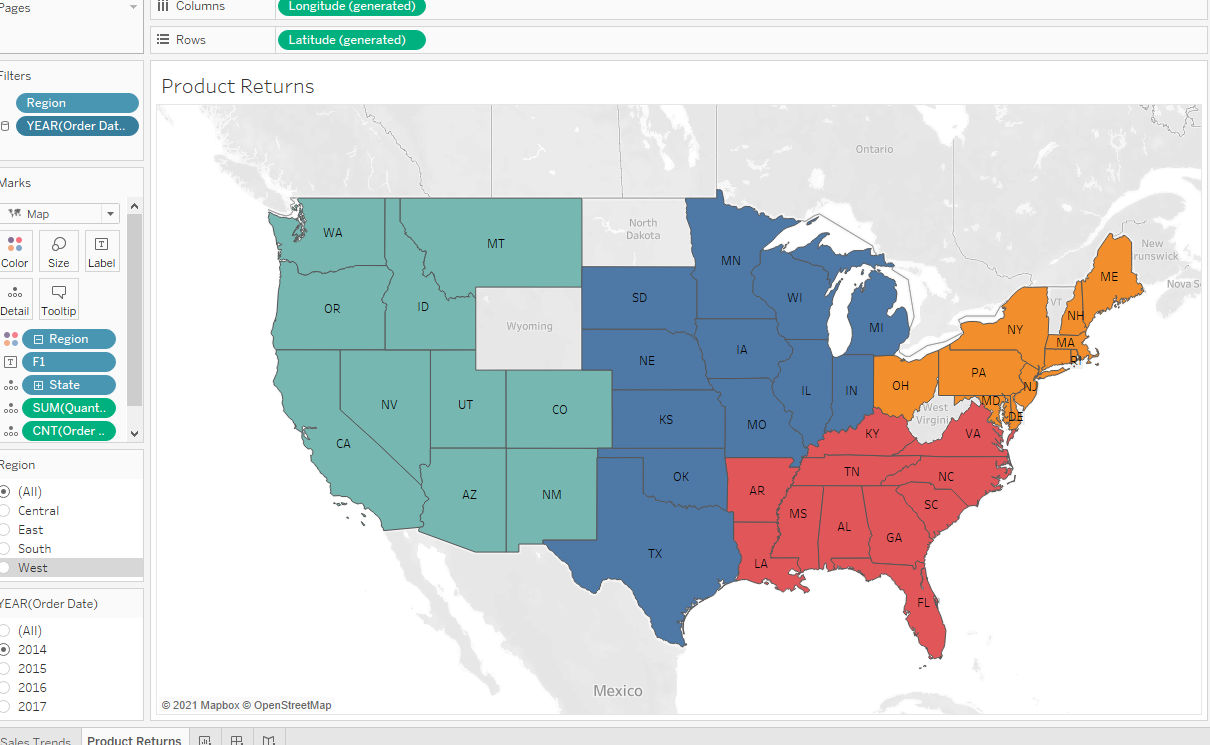 Pages
Columns
Longitude (generated)
Rows
Latitude (generated)
Filters
Region
YEAR(Order Dat..
Marks
Map
Color
Size
Label
Detail
Tooltip
Region
F1
State
SUM(Quant..
CNT(Order ..
Region
(All)
Central
East
South
West
YEAR(Order Date)
(All)
2014
2015
2016
2017
Product Returns
Ontario
North
Dakota
New
runswick
Nova S
WA
MT
MN
ME
OR
ID
SD
WI
VT
NH
Wyoming
MI
NY
MA
RI
NE
IA
PA
NV
UT
CO
IL
IN
OH
NJ
MD
DE
West
Virgini
CA
KS
MO
KY
VA
AZ
NM
OK
AR
TN
NC
MS
AL
SC
GA
TX
LA
FL
Mexico
© 2021 Mapbox © OpenStreetMap
Sales Trends
Product Returns